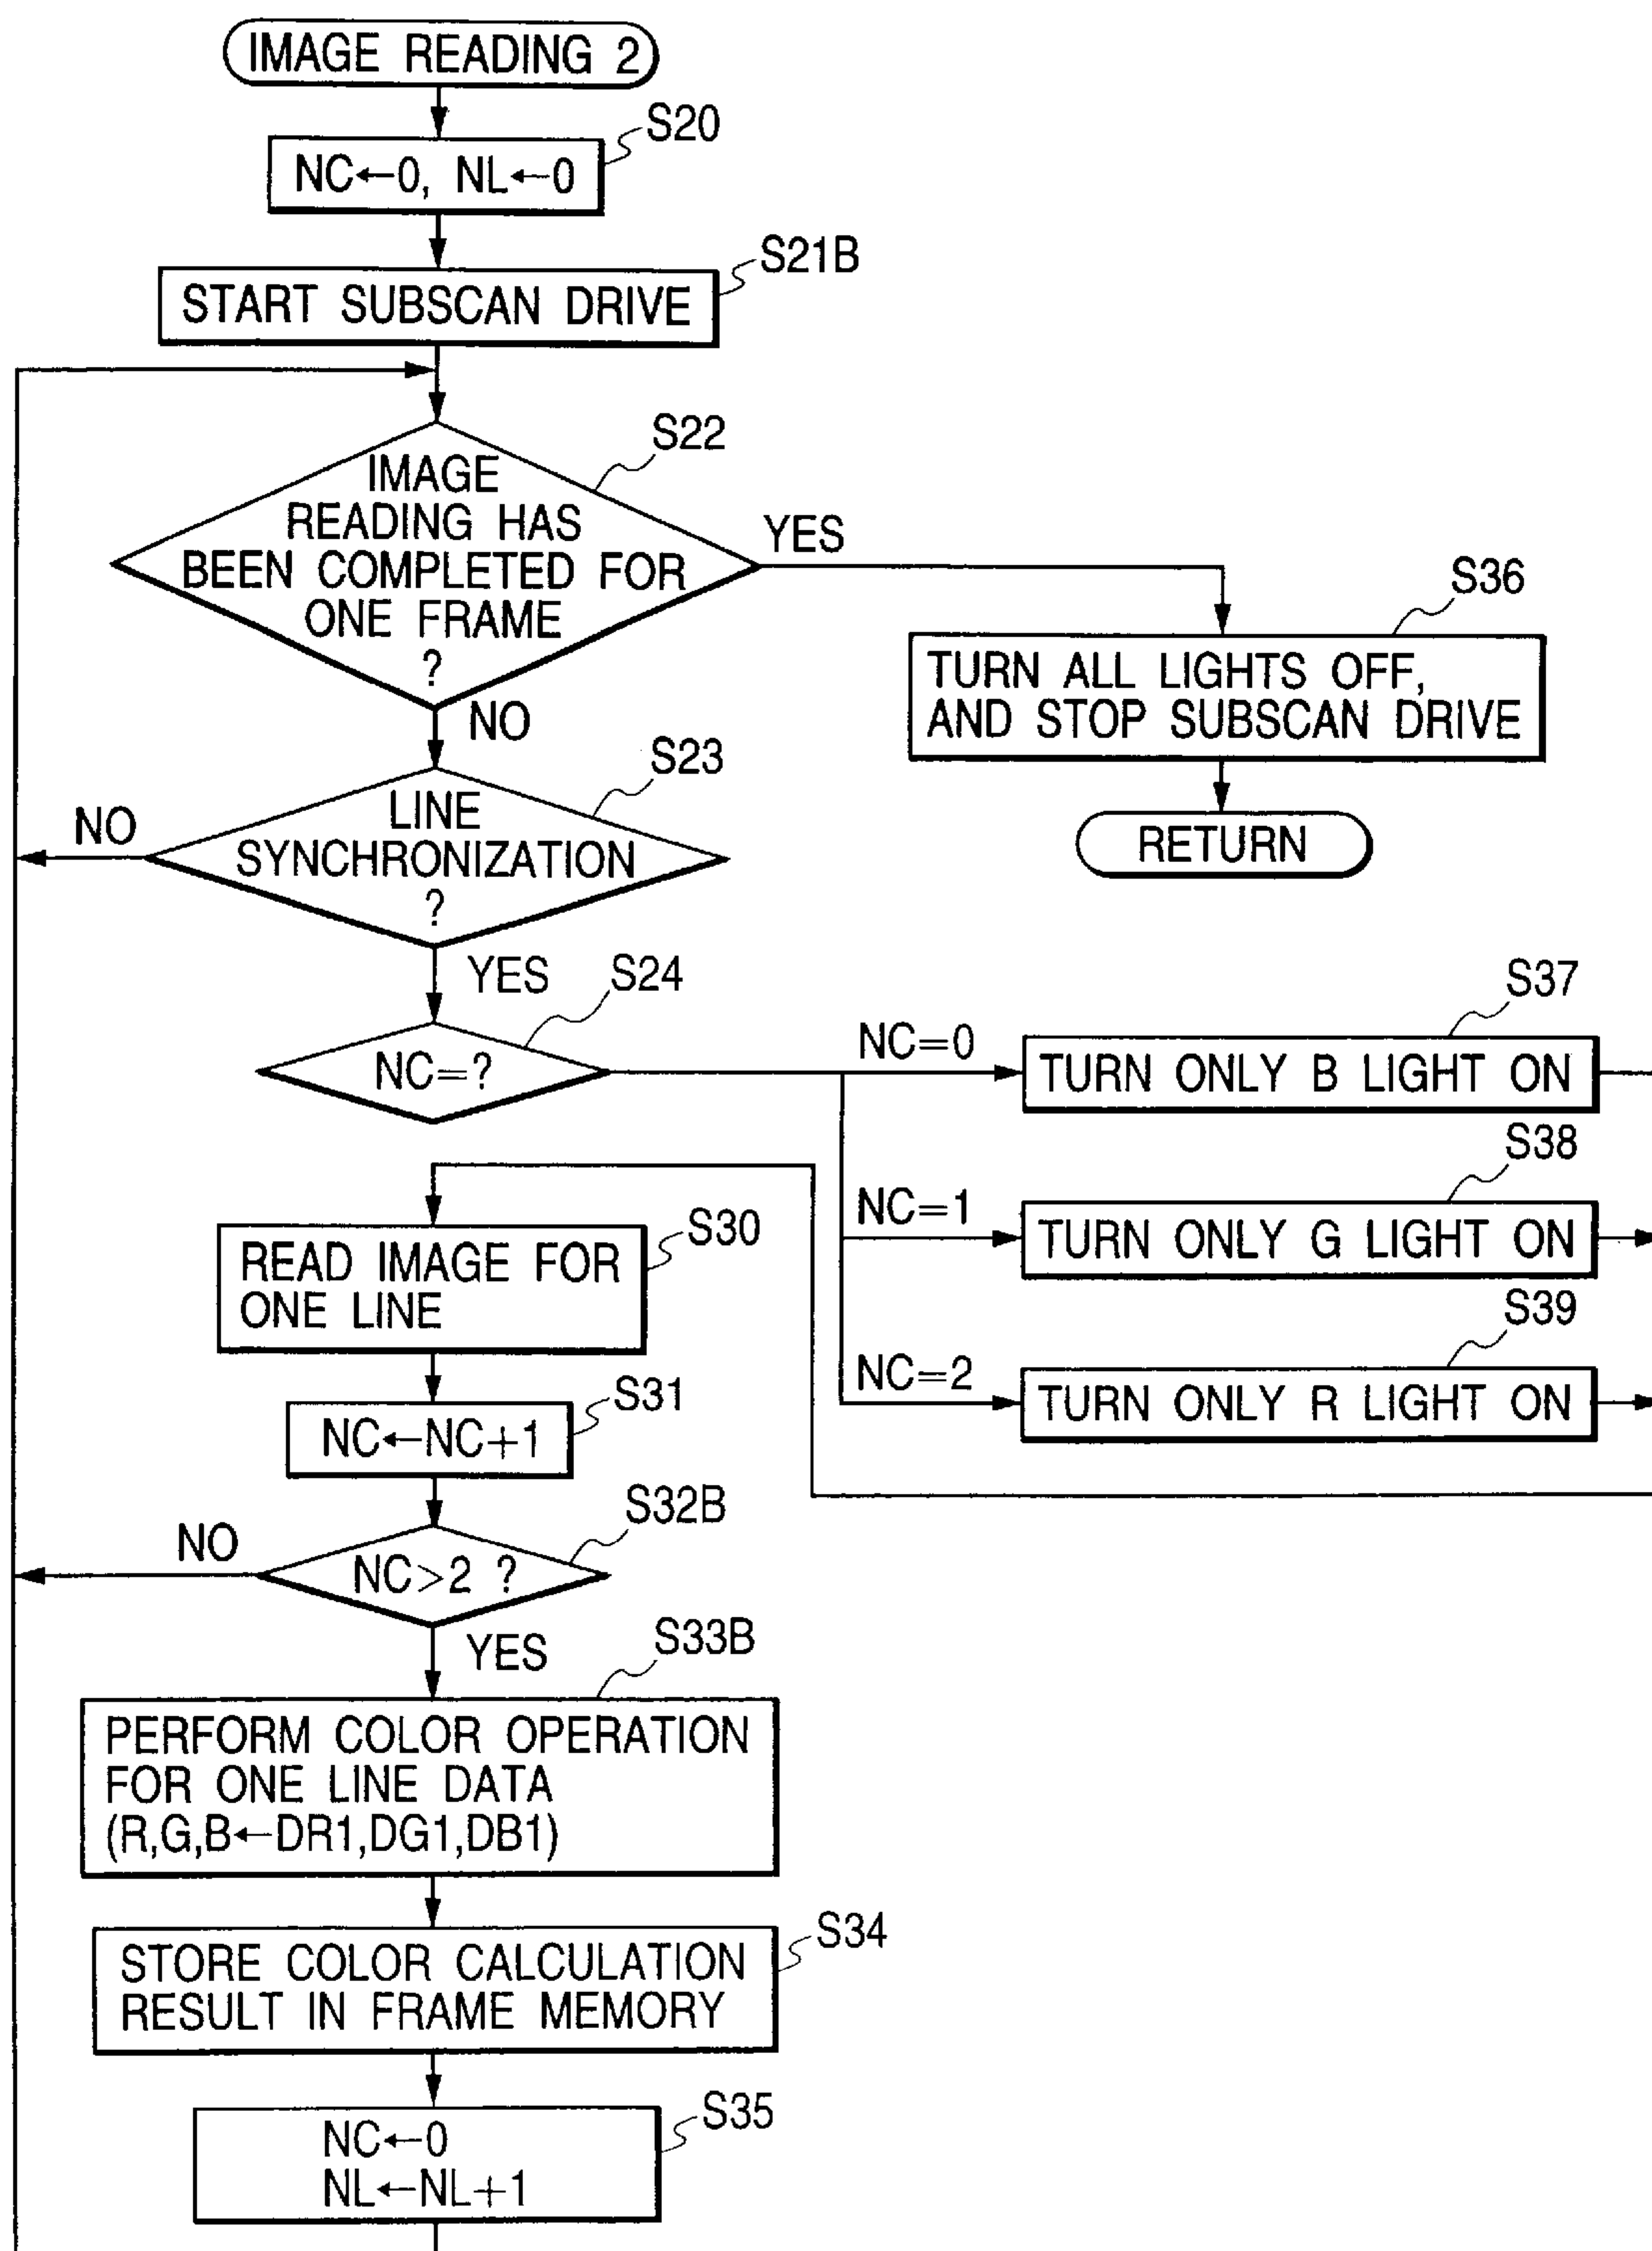 IMAGE READING 2
S20
NC←0, NL←0
S21B
START SUBSCAN DRIVE
S22
IMAGE
READING HAS
BEEN COMPLETED FOR
ONE FRAME
?
YES
NO
S36
TURN ALL LIGHTS OFF,
AND STOP SUBSCAN DRIVE
RETURN
S23
LINE
SYNCHRONIZATION
?
NO
YES
S24
NC=?
NC=0
S37
TURN ONLY B LIGHT ON
NC=1
S38
TURN ONLY G LIGHT ON
NC=2
S39
TURN ONLY R LIGHT ON
S30
READ IMAGE FOR
ONE LINE
S31
NC←NC+1
S32B
NC>2 ?
NO
YES
S33B
PERFORM COLOR OPERATION
FOR ONE LINE DATA
(R,G,B←DR1,DG1,DB1)
S34
STORE COLOR CALCULATION
RESULT IN FRAME MEMORY
S35
NC←0
NL←NL+1